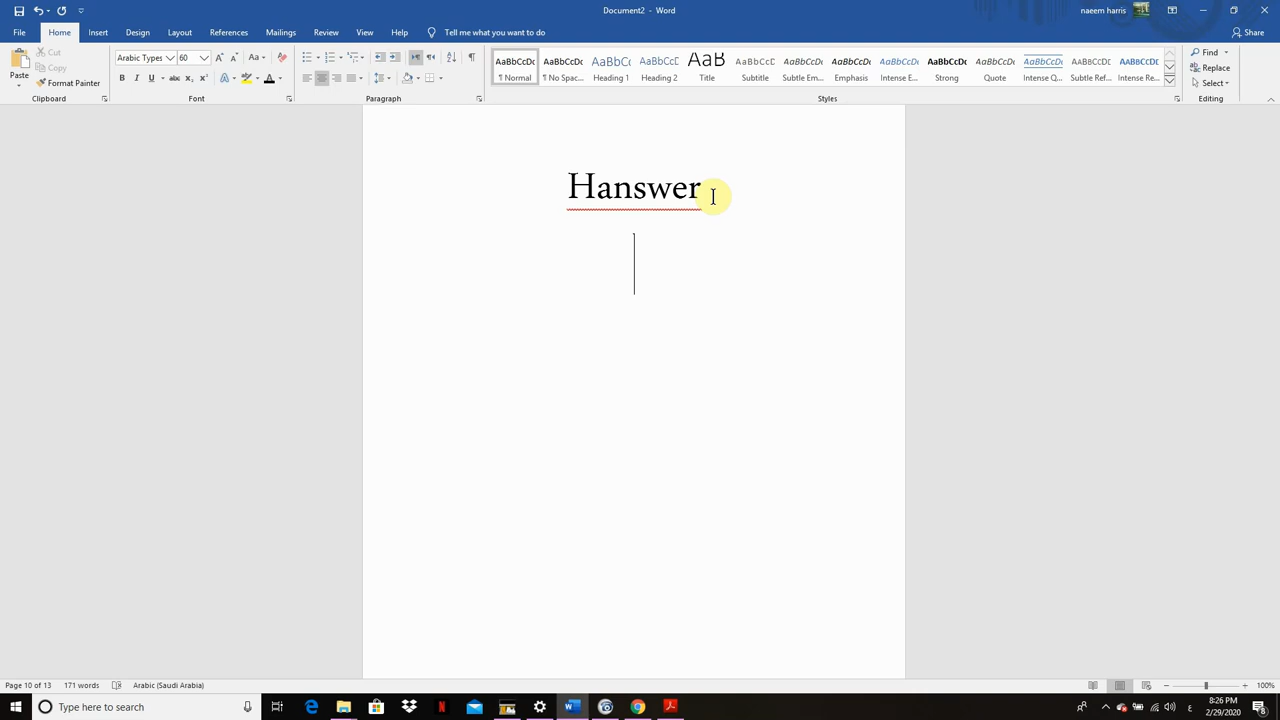 Document2 - Word
naeem harris
File Home Insert Design Layout References Mailings Review View Help Tell me what you want to do
Share
Paste
Cut
Copy
Format Painter
Clipboard
Arabic Types 60
Font
Paragraph
AaBbCcDc ¶ Normal
AaBbCcDc ¶ No Spac...
AaBbCc Heading 1
AaBbCcD Heading 2
AaB Title
AaBbCcD Subtitle
AaBbCcDc Subtle Em...
AaBbCcDc Emphasis
AaBbCcDc Intense E...
AaBbCcDc Strong
AaBbCcDc Quote
AaBbCcDc Intense Q...
AaBbCcDc Subtle Ref...
AaBbCcDc Intense Re...
Styles
Find
Replace
Select
Editing
Hanswer
Page 10 of 13 171 words Arabic (Saudi Arabia)
100%
Type here to search
8:26 PM
2/29/2020